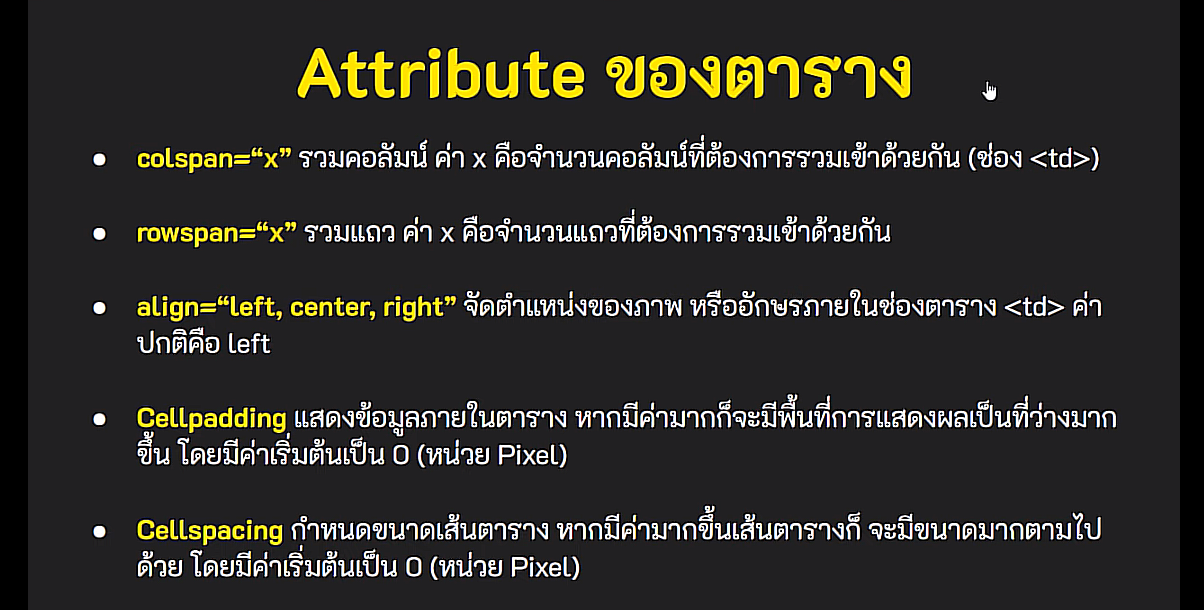 Attribute ของตาราง
● colspan=“x” รวมคอลัมน์ ค่า x คือจำนวนคอลัมน์ที่ต้องการรวมเข้าด้วยกัน (ช่อง <td>)
● rowspan=“x” รวมแถว ค่า x คือจำนวนแถวที่ต้องการรวมเข้าด้วยกัน
● align=“left, center, right” จัดตำแหน่งของภาพ หรืออักษรภายในช่องตาราง <td> ค่า
ปกติคือ left
● Cellpadding แสดงข้อมูลภายในตาราง หากมีค่ามากก็จะมีพื้นที่การแสดงผลเป็นที่ว่างมาก
ขึ้น โดยมีค่าเริ่มต้นเป็น 0 (หน่วย Pixel)
● Cellspacing กำหนดขนาดเส้นตาราง หากมีค่ามากขึ้นเส้นตารางก็ จะมีขนาดมากตามไป
ด้วย โดยมีค่าเริ่มต้นเป็น 0 (หน่วย Pixel)